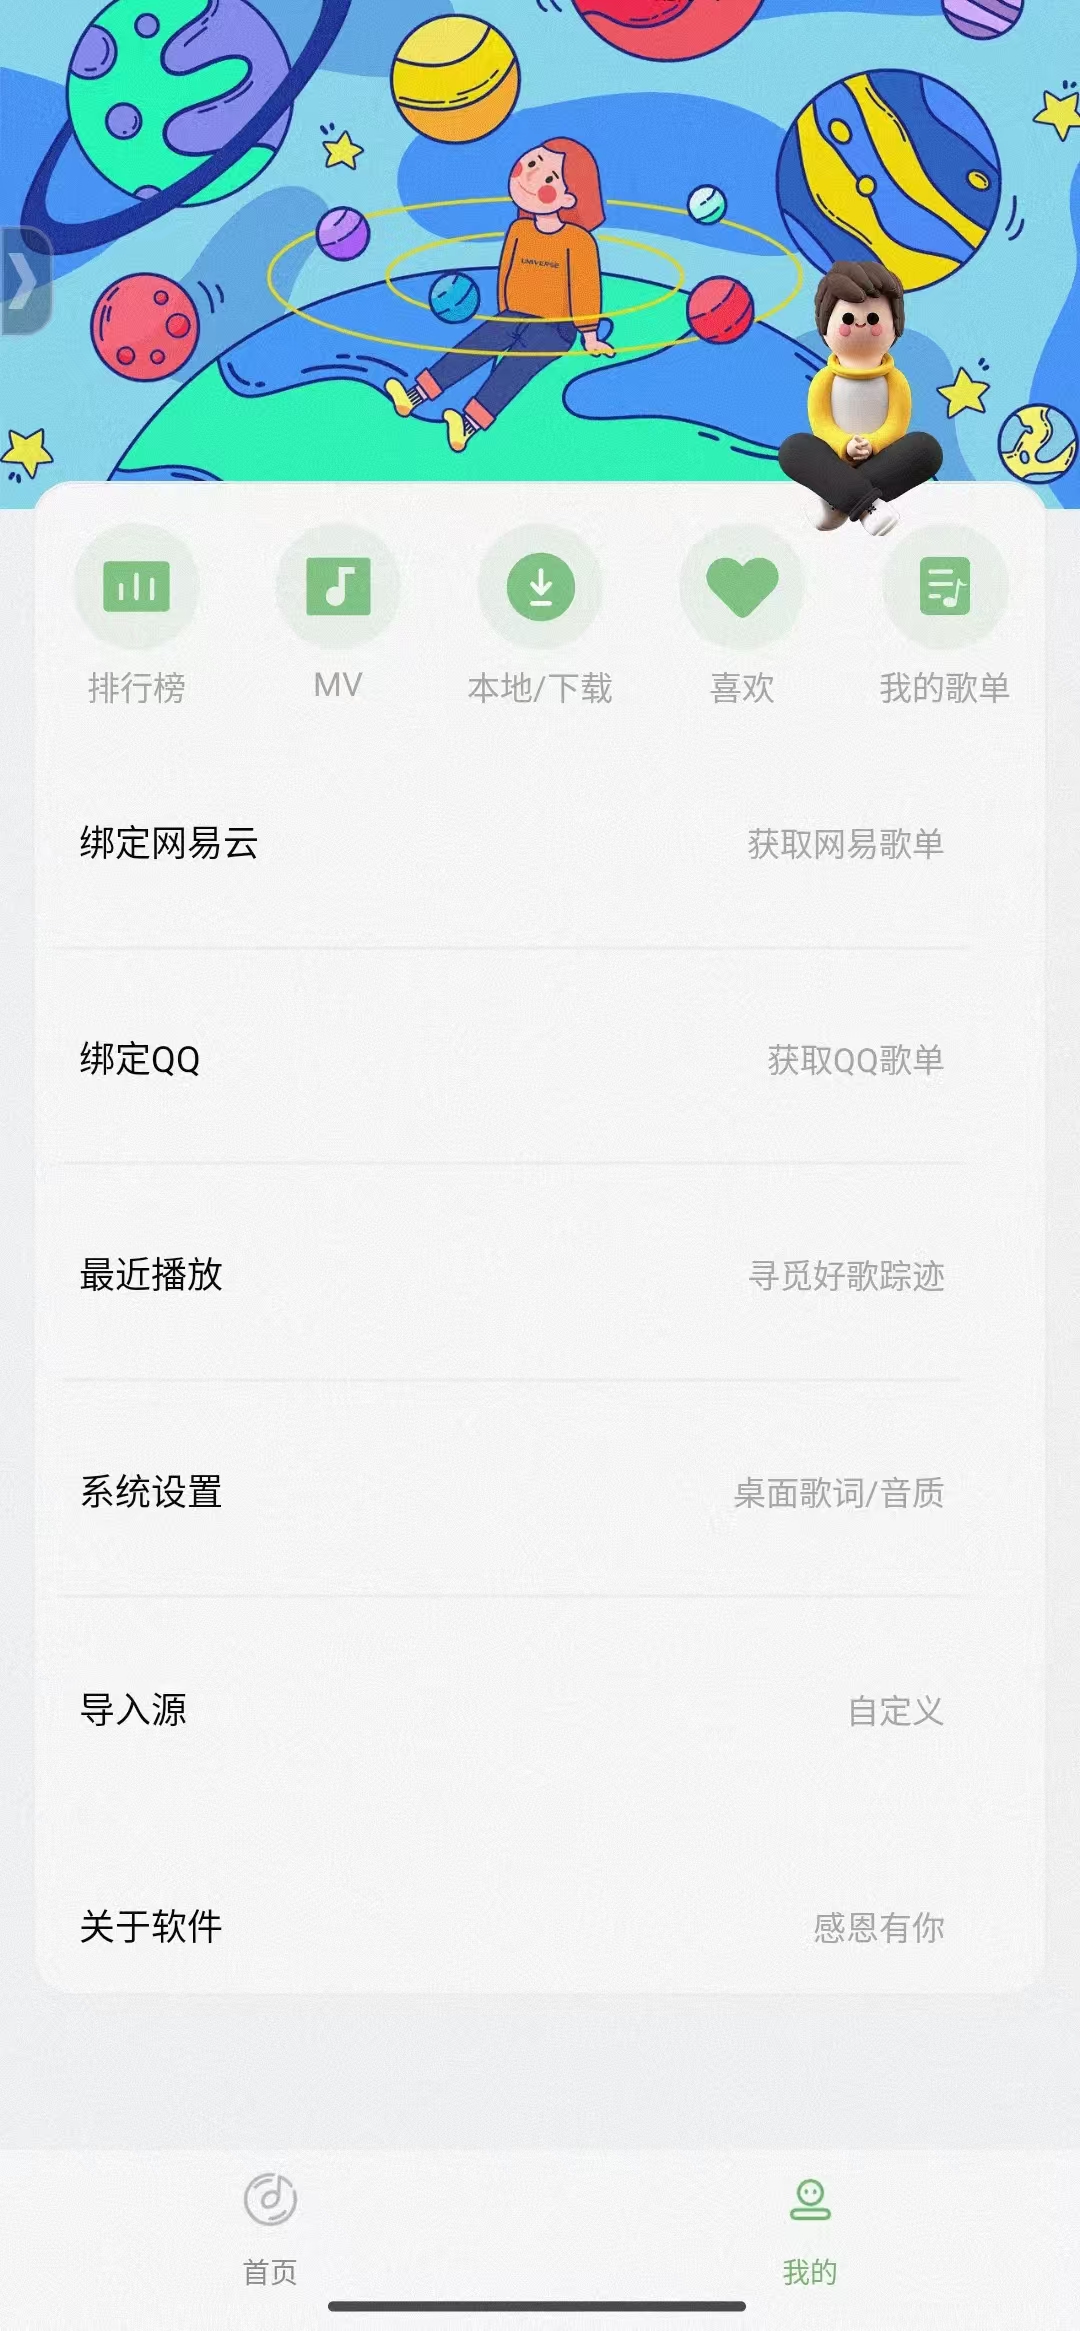 UNIVERSE
排行榜
MV
本地/下载
喜欢
我的歌单
绑定网易云
获取网易歌单
绑定QQ
获取QQ歌单
最近播放
寻觅好歌踪迹
系统设置
桌面歌词/音质
导入源
自定义
关于软件
感恩有你
首页
我的